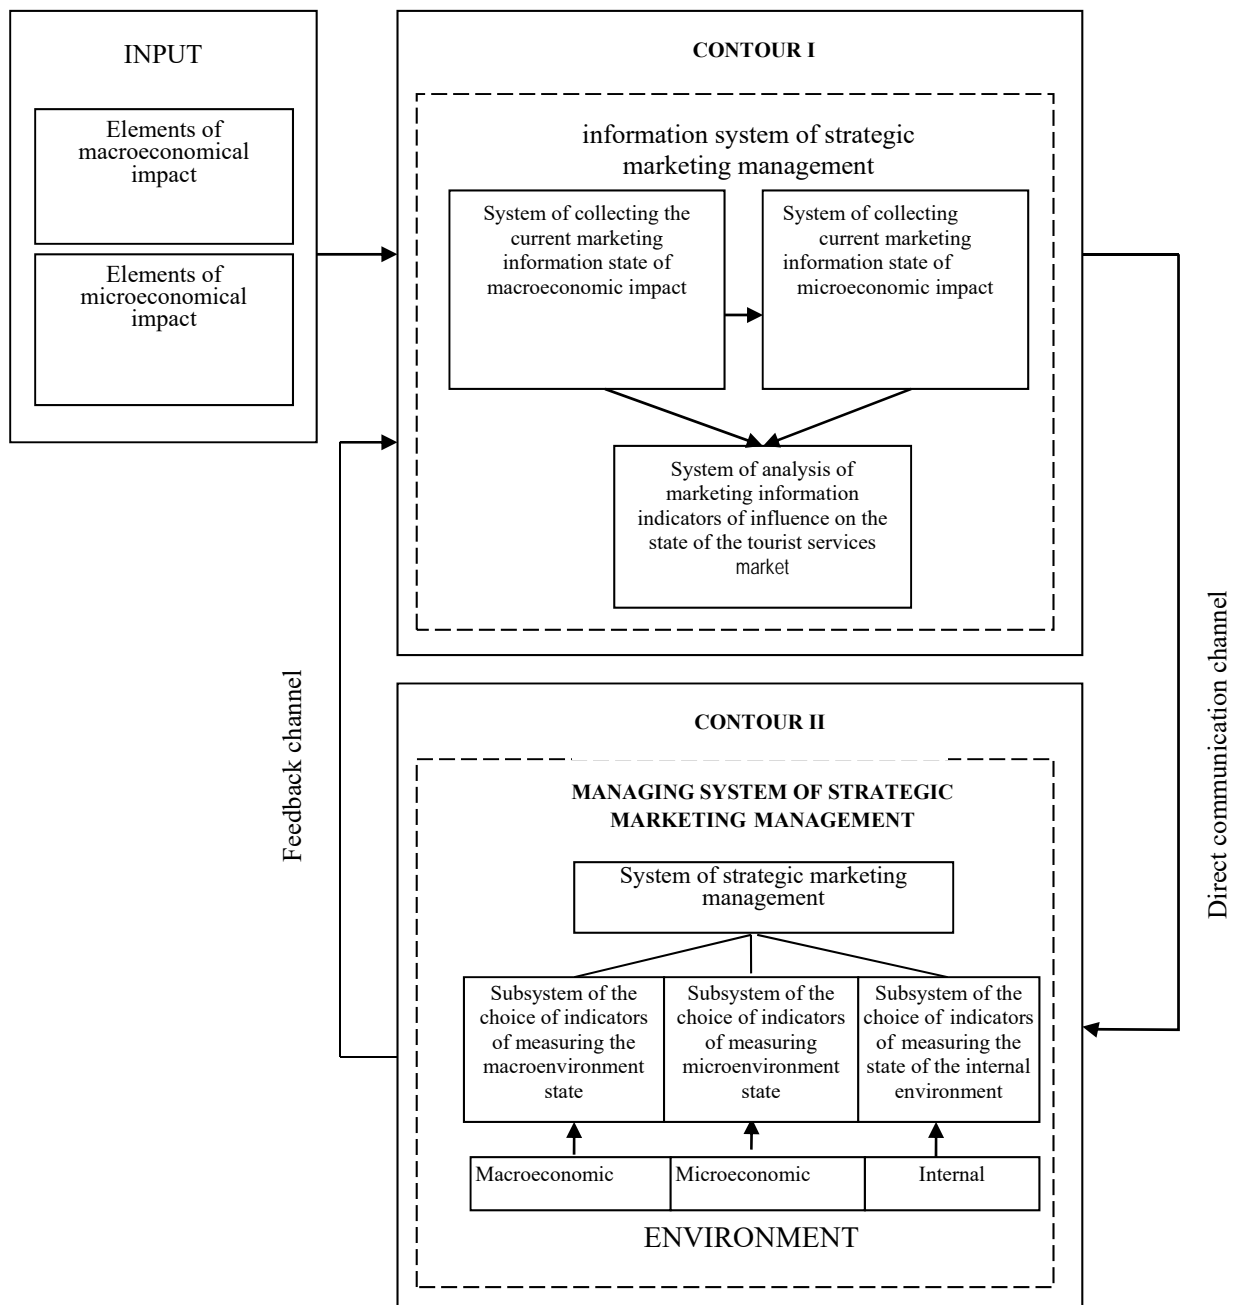 INPUT
Elements of
macroeconomical
impact
Elements of
microeconomical
impact
CONTOUR I
information system of strategic
marketing management
System of collecting the
current marketing
information state of
macroeconomic impact
System of collecting
current marketing
information state of
microeconomic impact
System of analysis of
marketing information
indicators of influence on the
state of the tourist services
market
Feedback channel
Direct communication channel
CONTOUR II
MANAGING SYSTEM OF STRATEGIC
MARKETING MANAGEMENT
System of strategic marketing
management
Subsystem of the
choice of indicators
of measuring the
macroenvironment
state
Subsystem of the
choice of indicators
of measuring
microenvironment
state
Subsystem of the
choice of indicators
of measuring the
state of the internal
environment
Macroeconomic
Microeconomic
Internal
ENVIRONMENT